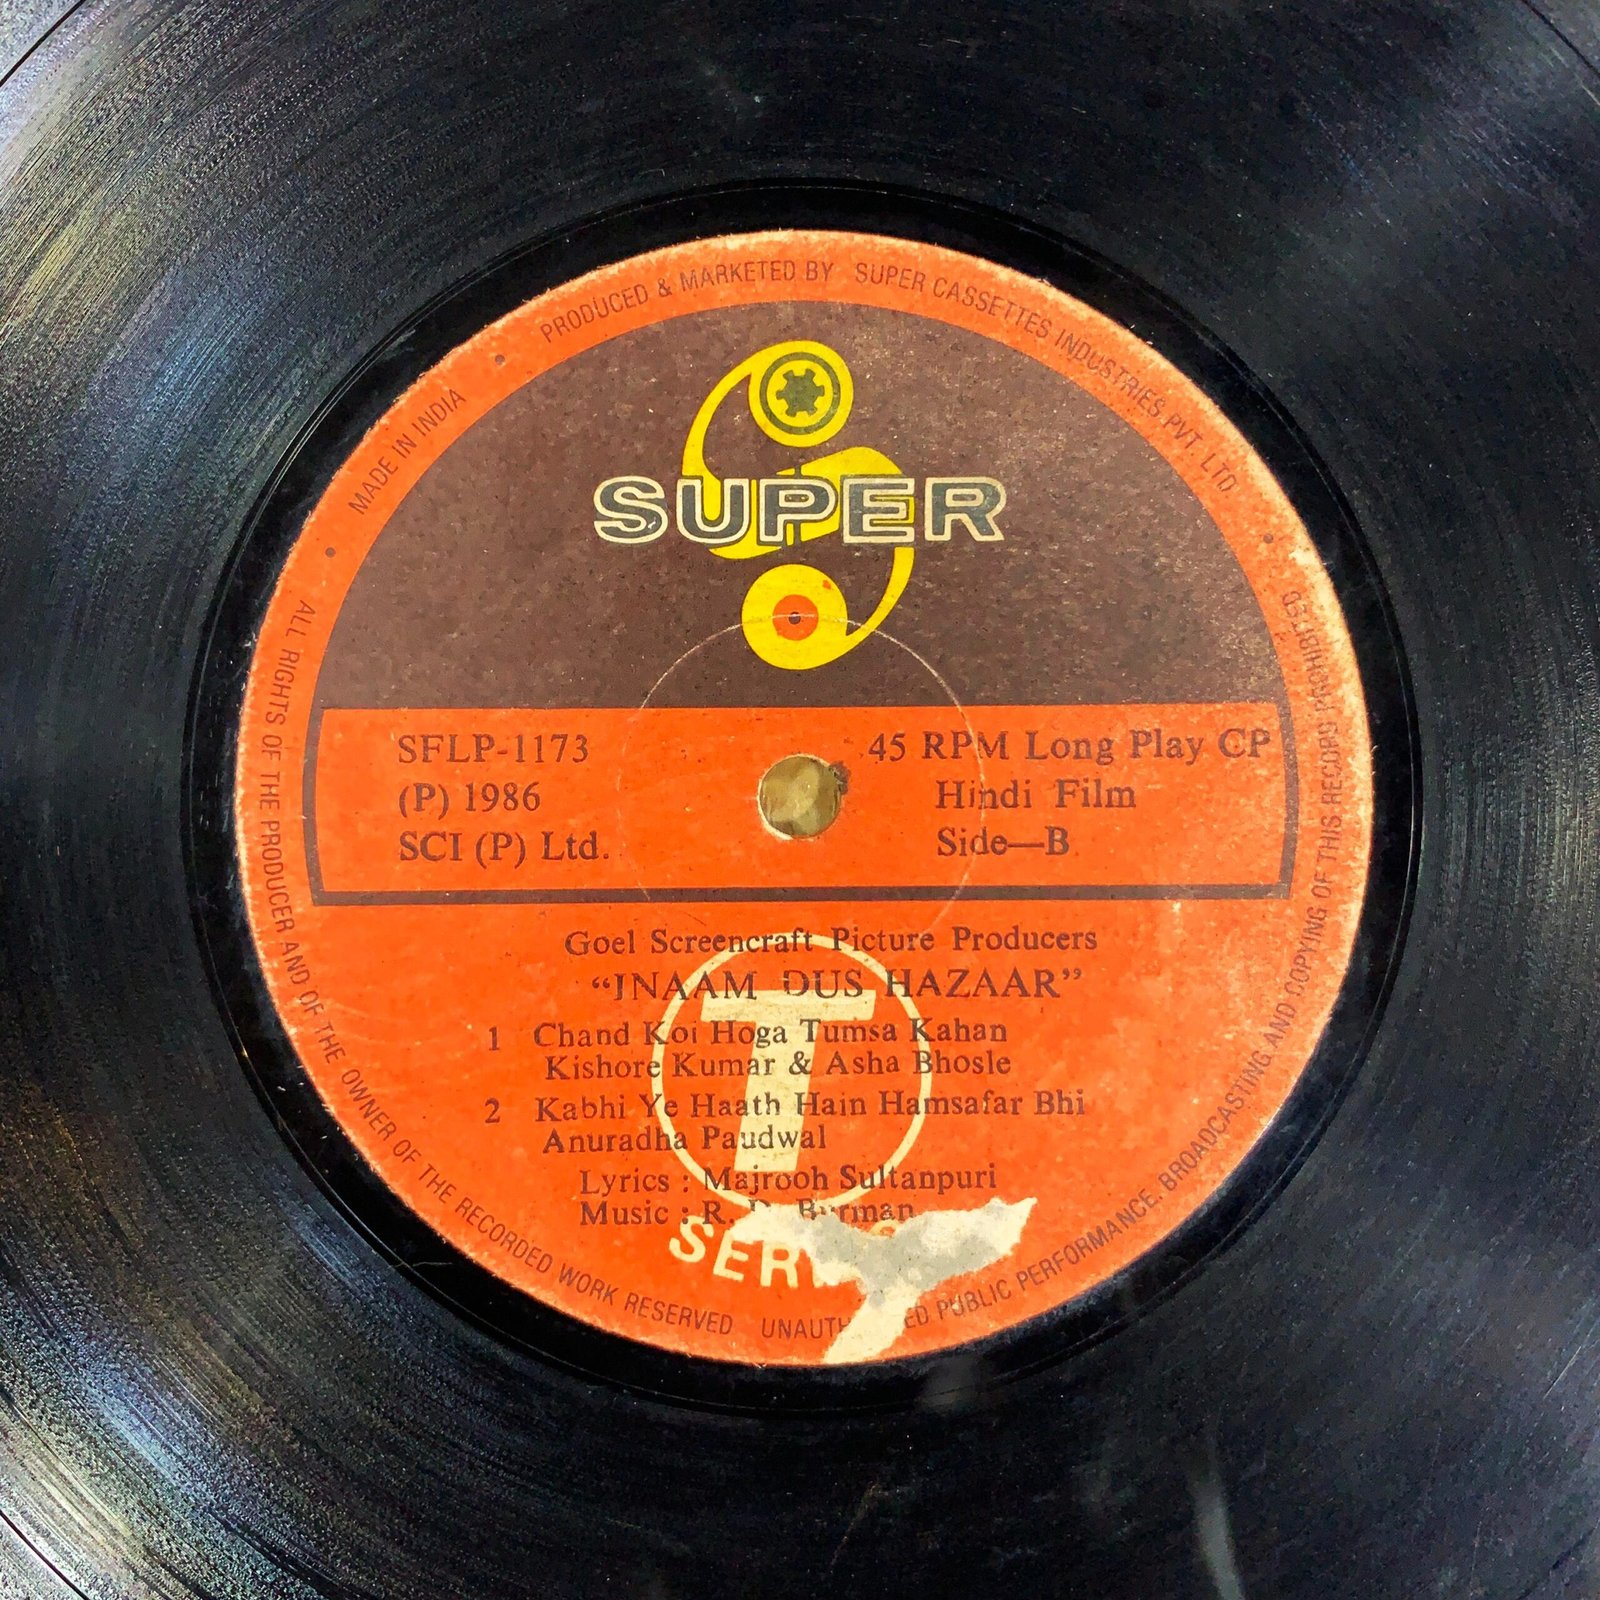 MADE IN INDIA • PRODUCED & MARKETED BY SUPER CASSETTES INDUSTRIES PVT. LTD.
SUPER
SFLP-1173
(P) 1986
SCI (P) Ltd.
45 RPM Long Play CP
Hindi Film
Side—B
Goel Screencraft Picture Producers
“INAAM DUS HAZAAR”
1 Chand Koi Hoga Tumsa Kahan
Kishore Kumar & Asha Bhosle
2 Kabhi Ye Haath Hain Hamsafar Bhi
Anuradha Paudwal
Lyrics : Majrooh Sultanpuri
Music : R. D. Burman
T
ALL RIGHTS OF THE PRODUCER AND OF THE OWNER OF THE RECORDED WORK RESERVED PUBLIC PERFORMANCE. BROADCASTING AND COPYING OF THIS RECORD PROHIBITED